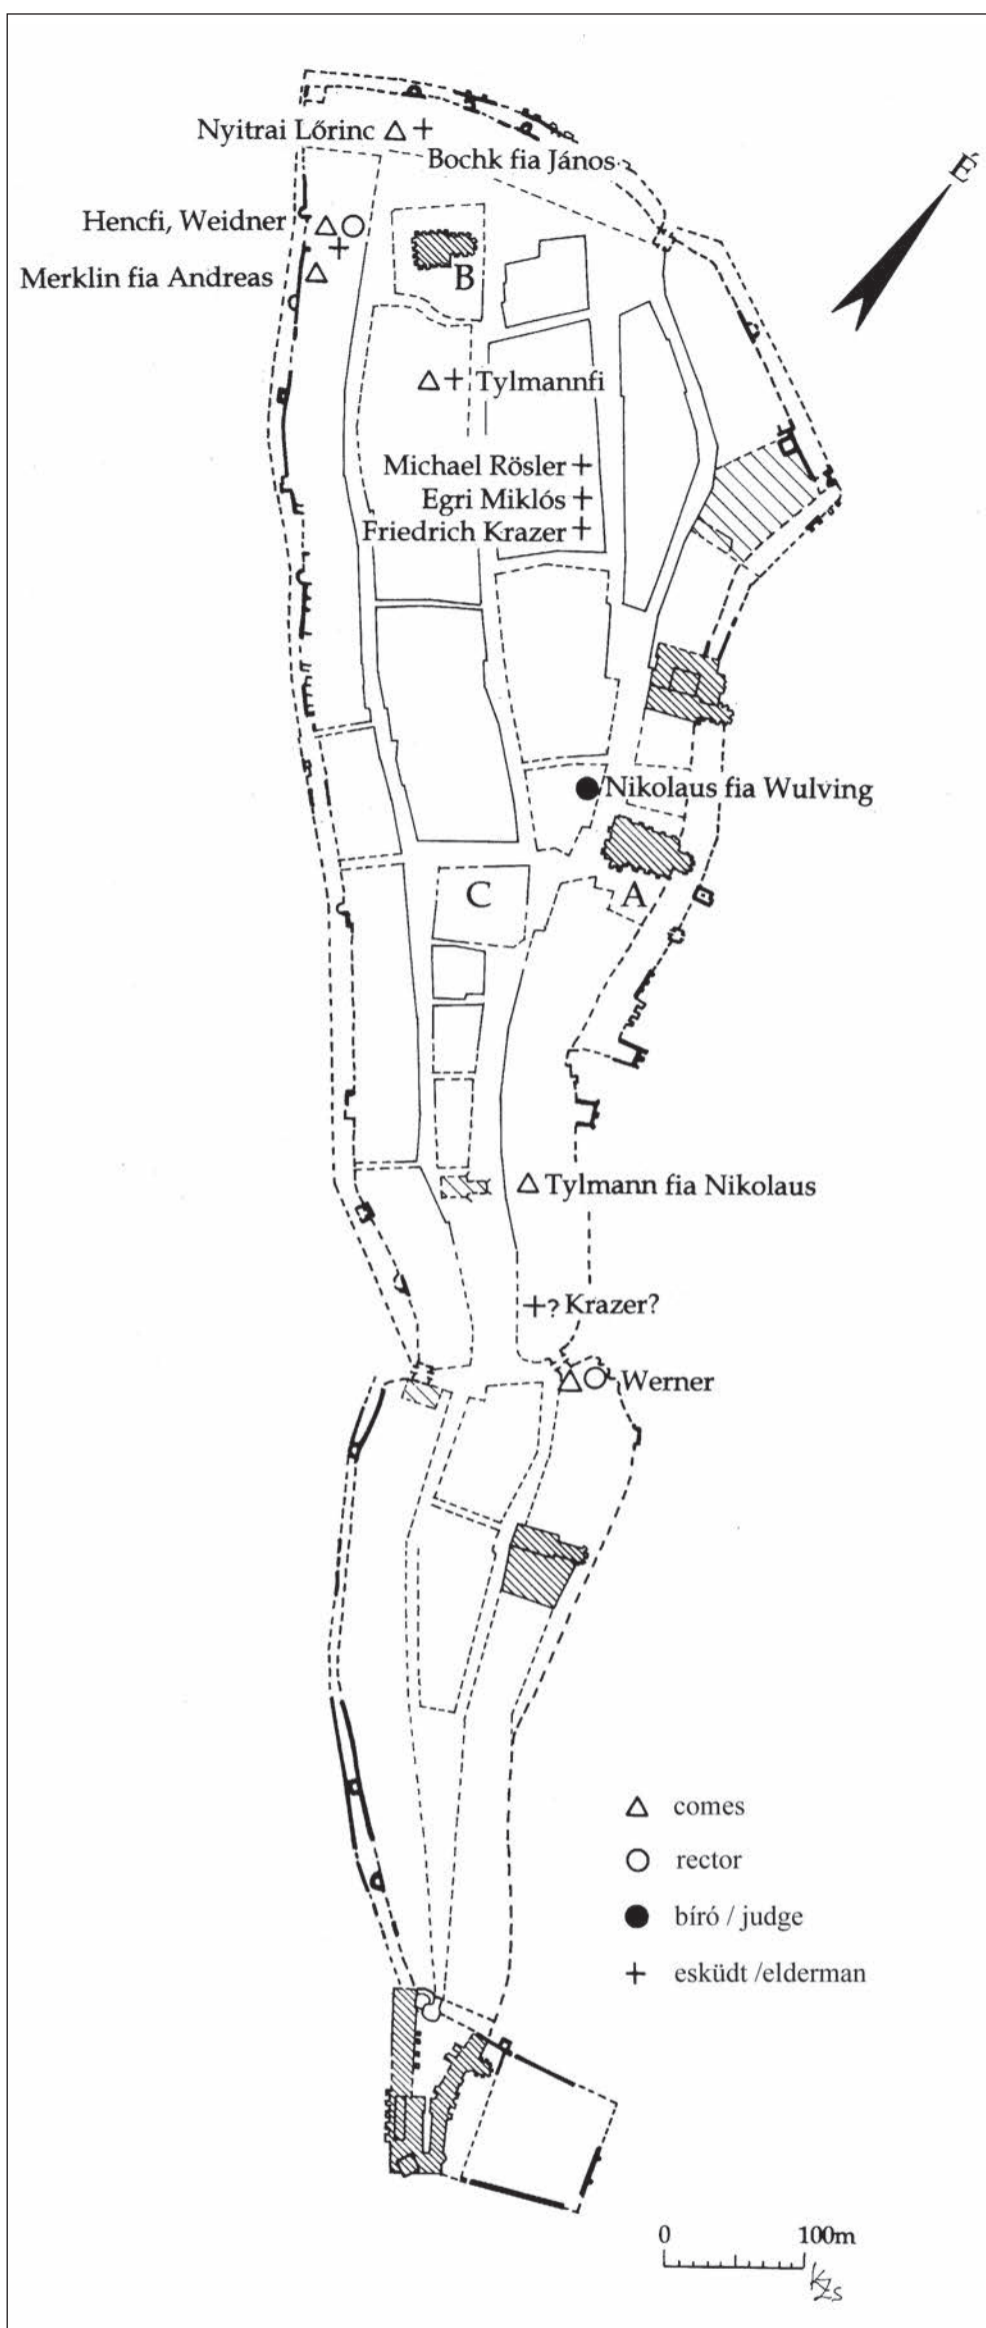 Nyitrai Lőrinc △ +
Bochk fia János
É
Hencfi, Weidner △ ○
+
Merklin fia Andreas △
B
△ + Tylmannfi
Michael Rösler +
Egri Miklós +
Friedrich Krazer +
● Nikolaus fia Wulving
C
A
△ Tylmann fia Nikolaus
+? Krazer?
△ ○ Werner
△ comes
○ rector
● bíró / judge
+ esküdt /elderman
0 100m
KZs